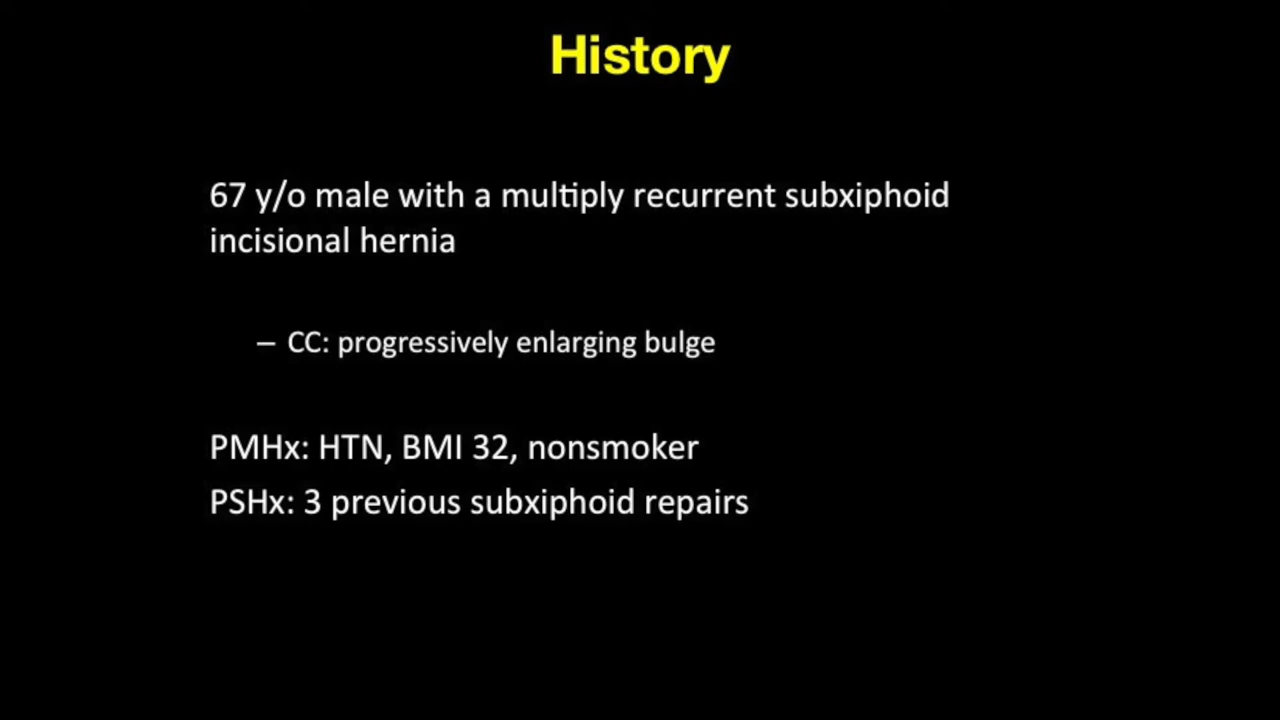 History
67 y/o male with a multiply recurrent subxiphoid
incisional hernia
– CC: progressively enlarging bulge
PMHx: HTN, BMI 32, nonsmoker
PSHx: 3 previous subxiphoid repairs